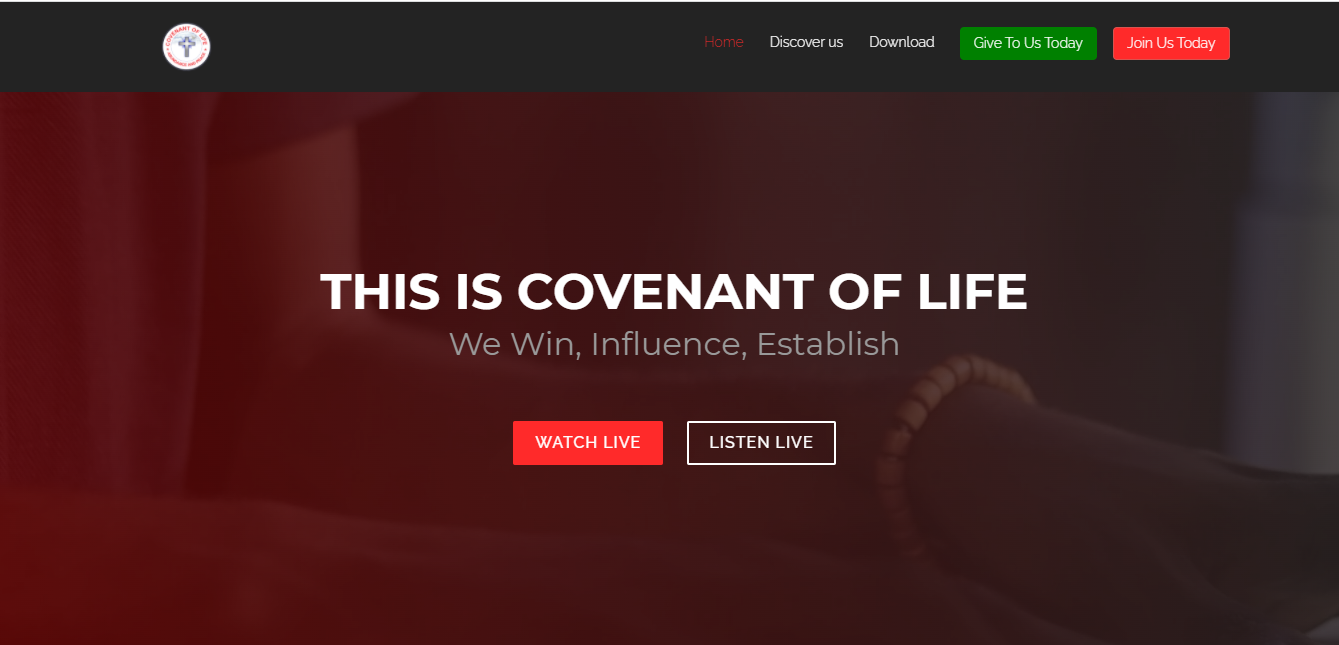 COVENANT OF LIFE
Home
Discover us
Download
Give To Us Today
Join Us Today
THIS IS COVENANT OF LIFE
We Win, Influence, Establish
WATCH LIVE
LISTEN LIVE